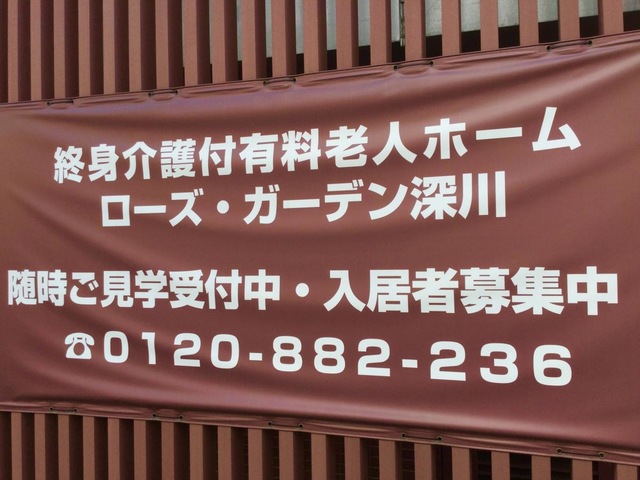 終身介護付有料老人ホーム
ローズ・ガーデン深川
随時ご見学受付中・入居者募集中
☎0120-882-236